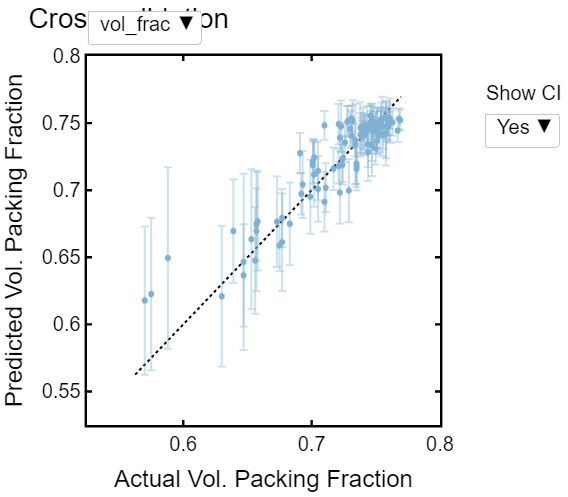 Cros
on
vol_frac ▼
Show CI
Yes ▼
Predicted Vol. Packing Fraction
0.8
0.75
0.7
0.65
0.6
0.55
0.6
0.7
0.8
Actual Vol. Packing Fraction